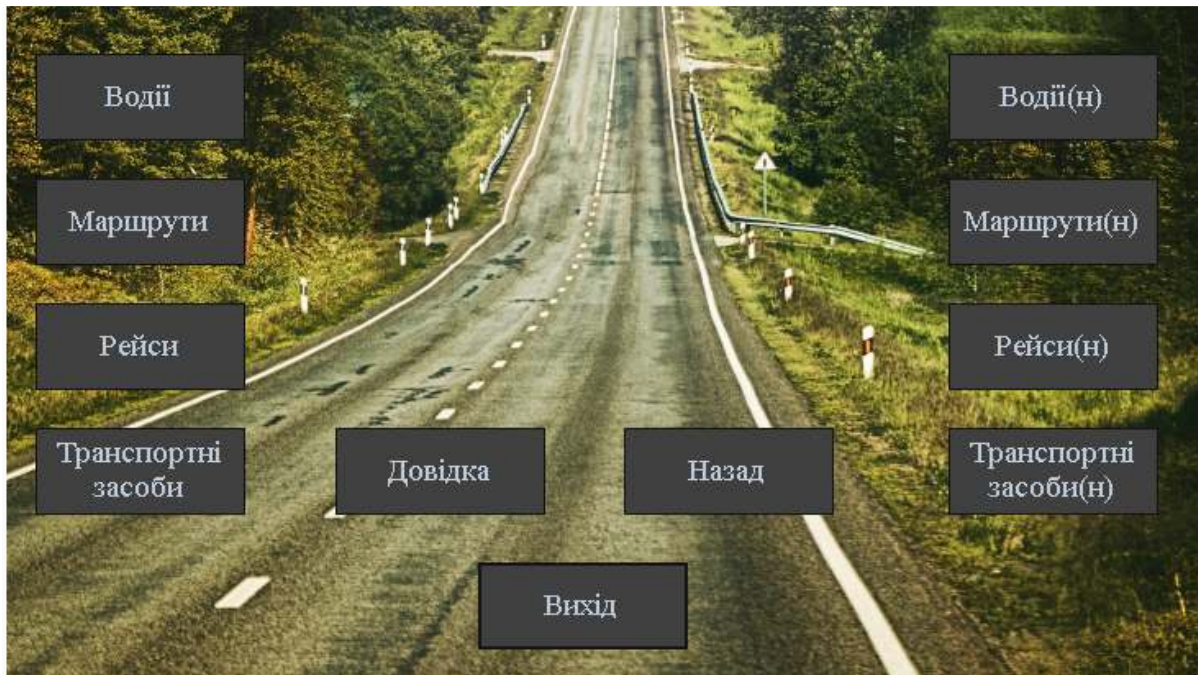 Водії
Водії(н)
Маршрути
Маршрути(н)
Рейси
Рейси(н)
Транспортні
засоби
Довідка
Назад
Транспортні
засоби(н)
Вихід